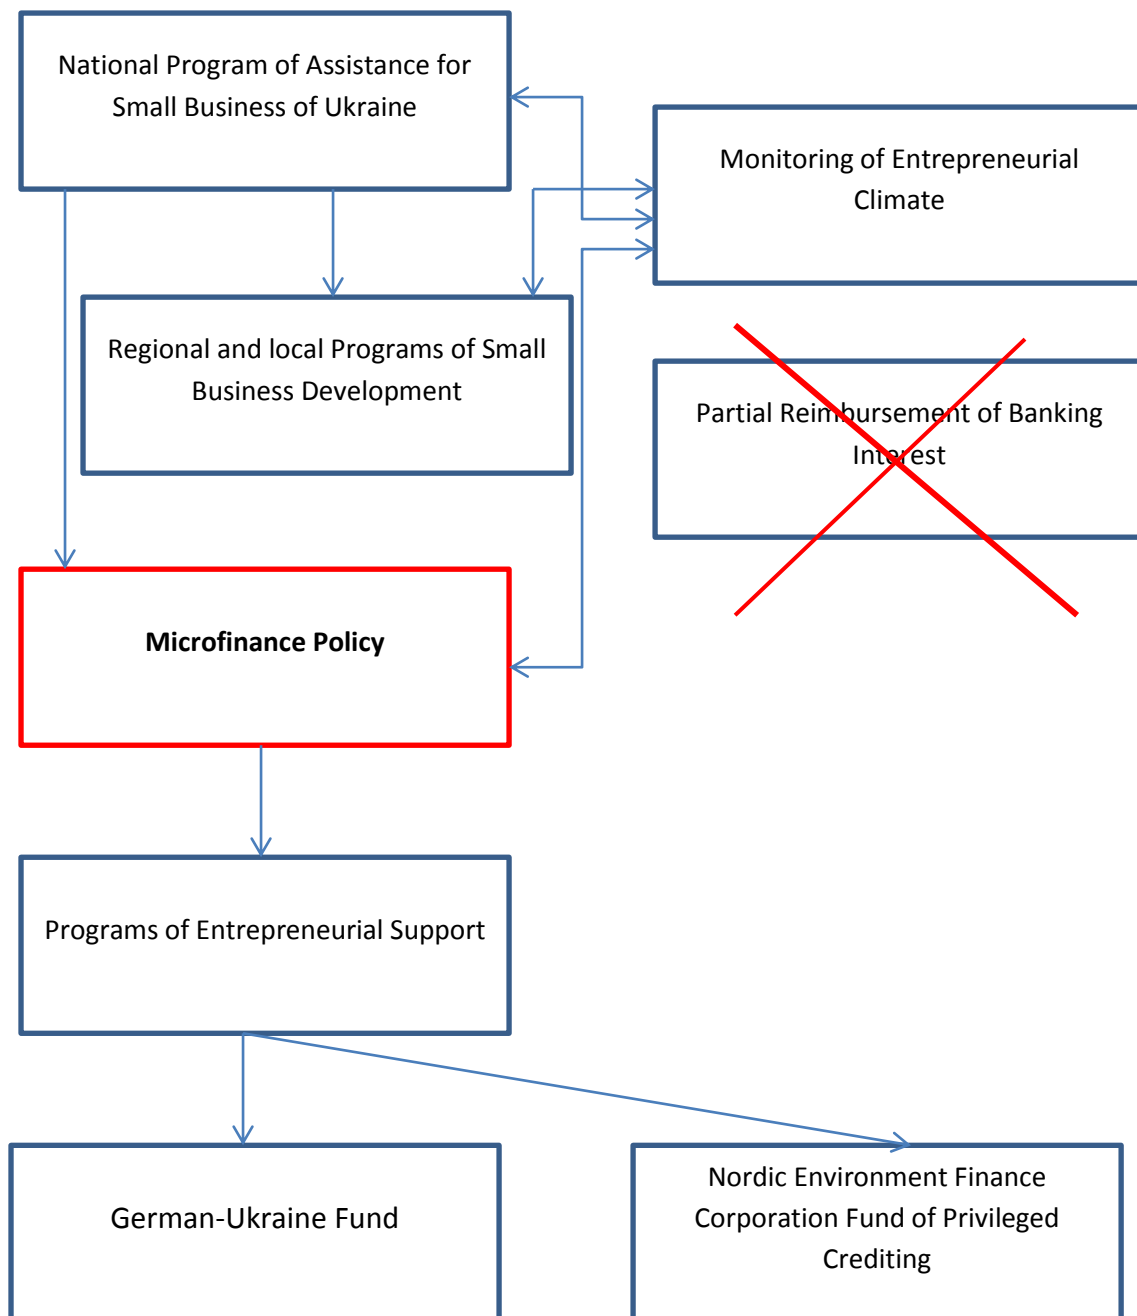 National Program of Assistance for
Small Business of Ukraine
Monitoring of Entrepreneurial
Climate
Regional and local Programs of Small
Business Development
Partial Reimbursement of Banking
Interest
Microfinance Policy
Programs of Entrepreneurial Support
German-Ukraine Fund
Nordic Environment Finance
Corporation Fund of Privileged
Crediting